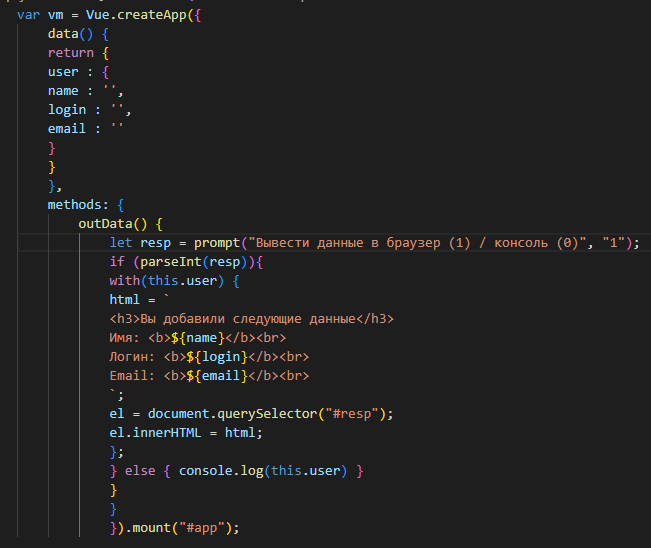 var vm = Vue.createApp({
data() {
return {
user : {
name : '',
login : '',
email : ''
}
}
},
methods: {
outData() {
let resp = prompt("Вывести данные в браузер (1) / консоль (0)", "1");
if (parseInt(resp)){
with(this.user) {
html = `
<h3>Вы добавили следующие данные</h3>
Имя: <b>${name}</b><br>
Логин: <b>${login}</b><br>
Email: <b>${email}</b><br>
`;
el = document.querySelector("#resp");
el.innerHTML = html;
};
} else { console.log(this.user) }
}
}
}).mount("#app");